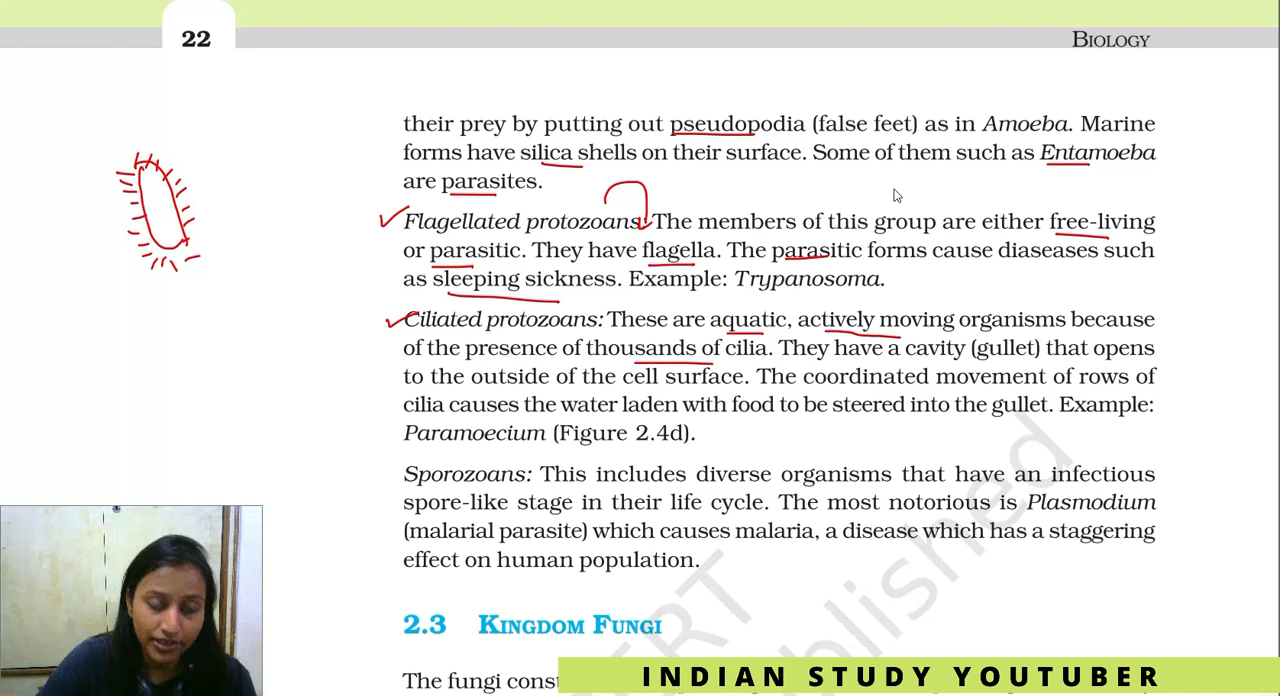 22
BIOLOGY
their prey by putting out pseudopodia (false feet) as in Amoeba. Marine
forms have silica shells on their surface. Some of them such as Entamoeba
are parasites.
Flagellated protozoans: The members of this group are either free-living
or parasitic. They have flagella. The parasitic forms cause diaseases such
as sleeping sickness. Example: Trypanosoma.
Ciliated protozoans: These are aquatic, actively moving organisms because
of the presence of thousands of cilia. They have a cavity (gullet) that opens
to the outside of the cell surface. The coordinated movement of rows of
cilia causes the water laden with food to be steered into the gullet. Example:
Paramoecium (Figure 2.4d).
Sporozoans: This includes diverse organisms that have an infectious
spore-like stage in their life cycle. The most notorious is Plasmodium
(malarial parasite) which causes malaria, a disease which has a staggering
effect on human population.
2.3 KINGDOM FUNGI
The fungi
INDIAN STUDY YOUTUBER